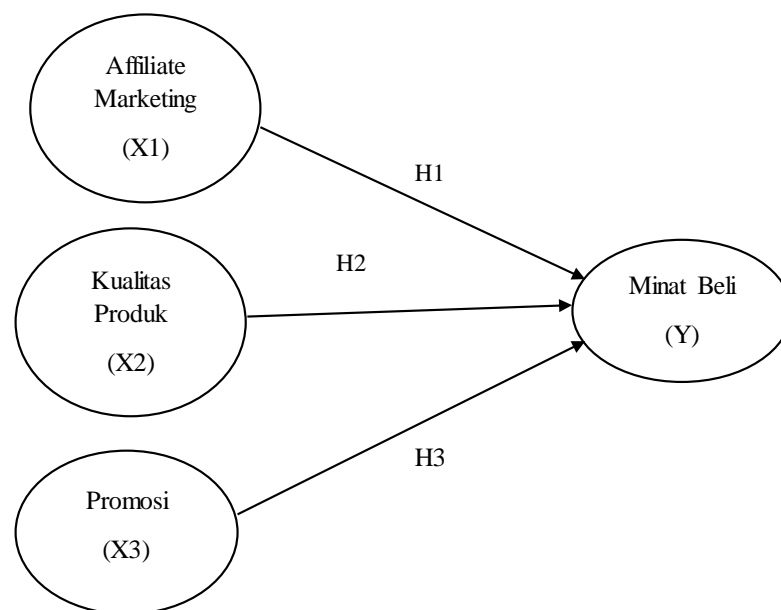 Affiliate
Marketing
(X1)
H1
Kualitas
Produk
(X2)
H2
Minat Beli
(Y)
Promosi
(X3)
H3